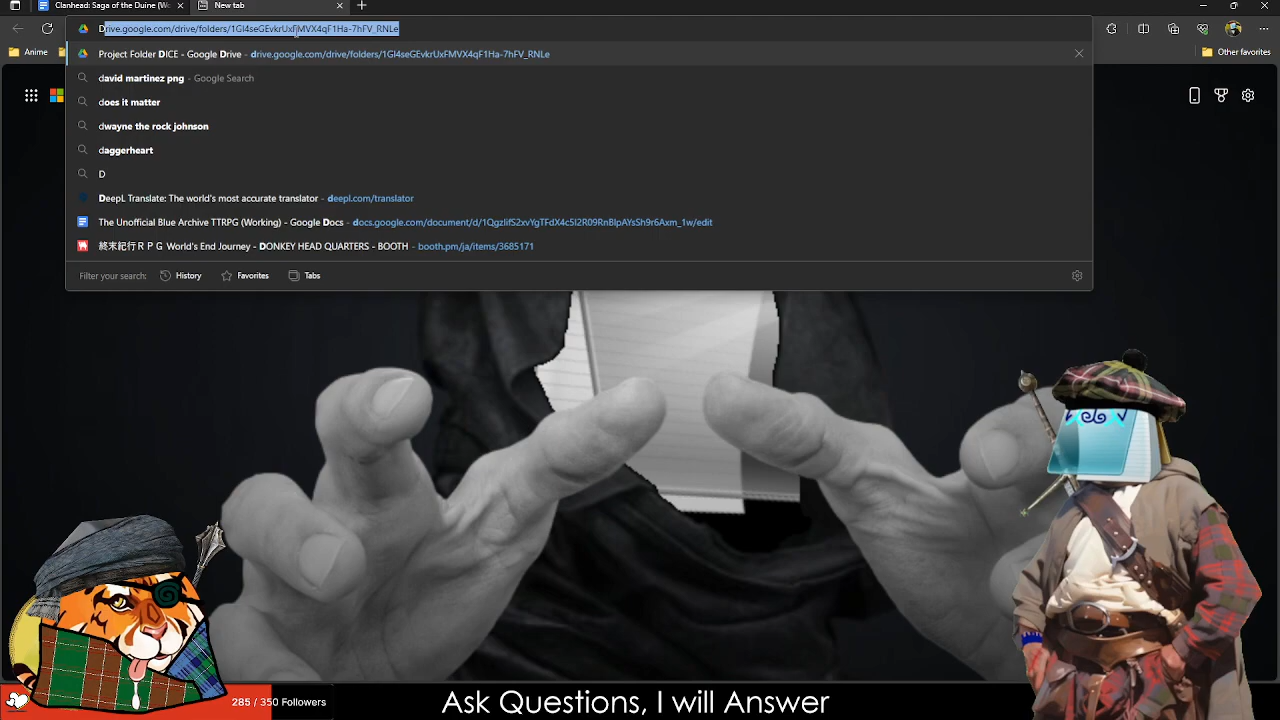 Clanhead: Saga of the Duine (Wo
New tab
Drive.google.com/drive/folders/1GI4seGEvkrUxFMVX4qF1Ha-7hFV_RNLe
Anime
Other favorites
Project Folder DICE - Google Drive - drive.google.com/drive/folders/1GI4seGEvkrUxFMVX4qF1Ha-7hFV_RNLe
david martinez png - Google Search
does it matter
dwayne the rock johnson
daggerheart
D
DeepL Translate: The world's most accurate translator - deepl.com/translator
The Unofficial Blue Archive TTRPG (Working) - Google Docs - docs.google.com/document/d/1QgzlifS2xvYgTFdX4c5l2R09RnBlpAYsSh9r6Axm_1w/edit
終末紀行ＲＰＧ World's End Journey - DONKEY HEAD QUARTERS - BOOTH - booth.pm/ja/items/3685171
Filter your search:
History
Favorites
Tabs
285 / 350 Followers
Ask Questions, I will Answer